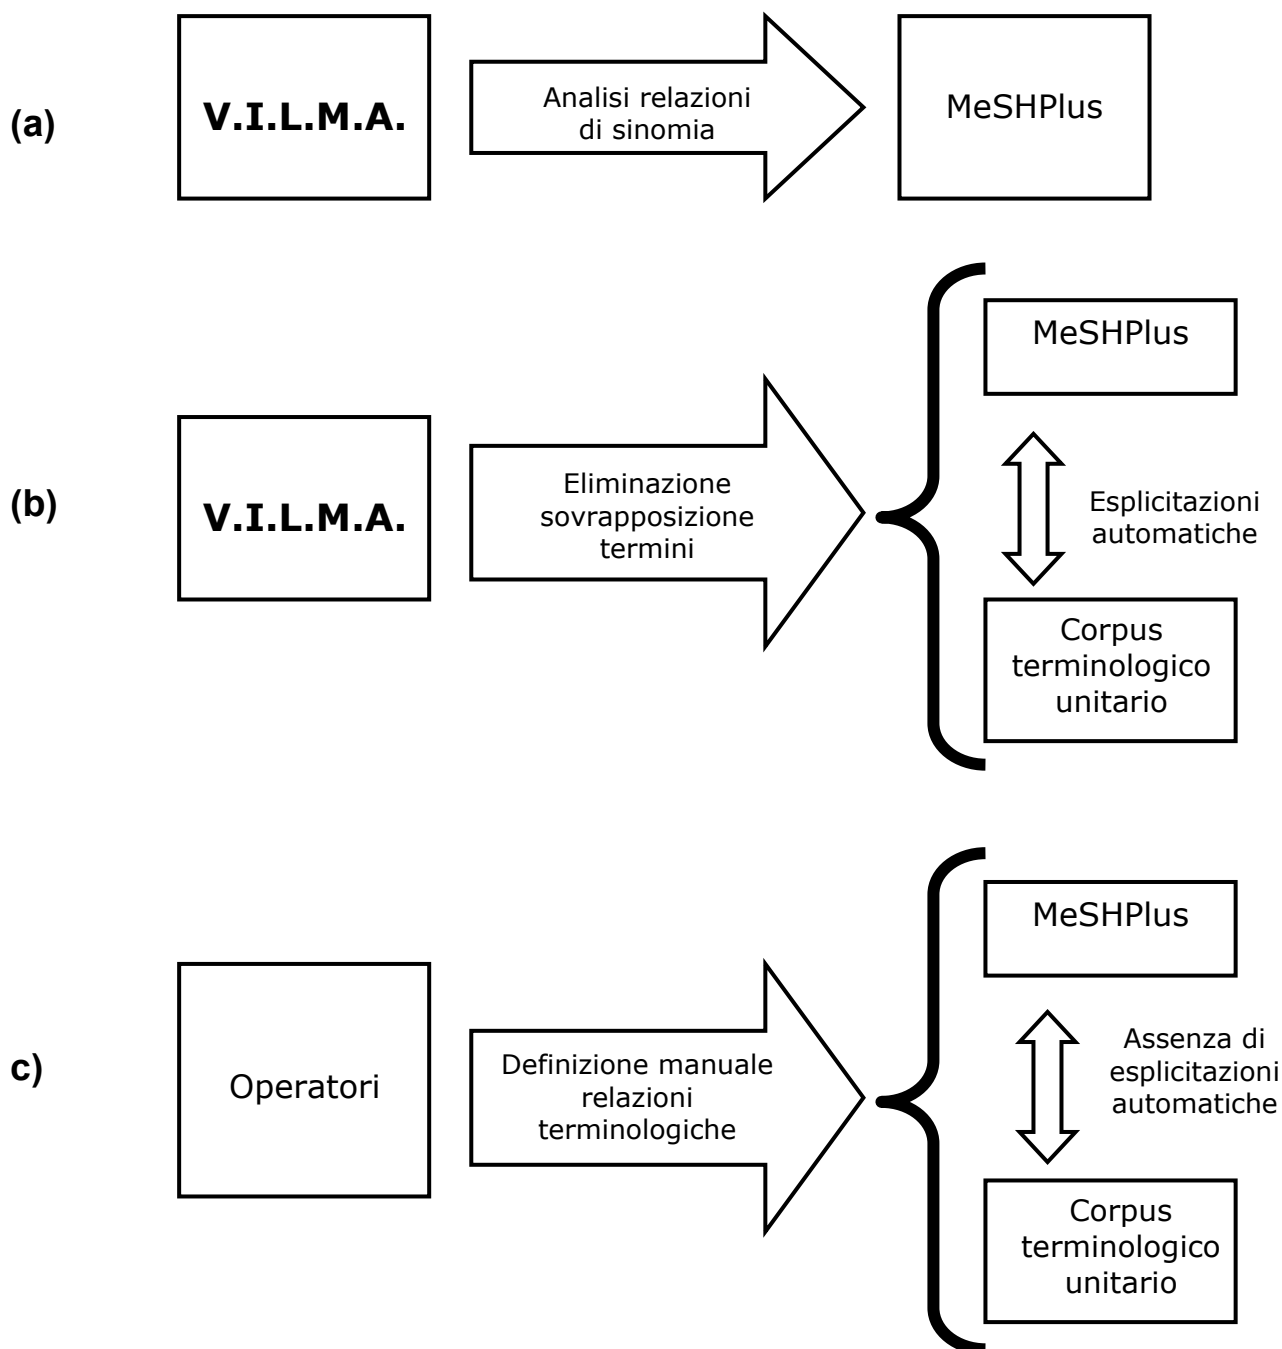 (a)
V.I.L.M.A.
Analisi relazioni
di sinomia
MeSHPlus
(b)
V.I.L.M.A.
Eliminazione
sovrapposizione
termini
MeSHPlus
Esplicitazioni
automatiche
Corpus
terminologico
unitario
c)
Operatori
Definizione manuale
relazioni
terminologiche
MeSHPlus
Assenza di
esplicitazioni
automatiche
Corpus
terminologico
unitario